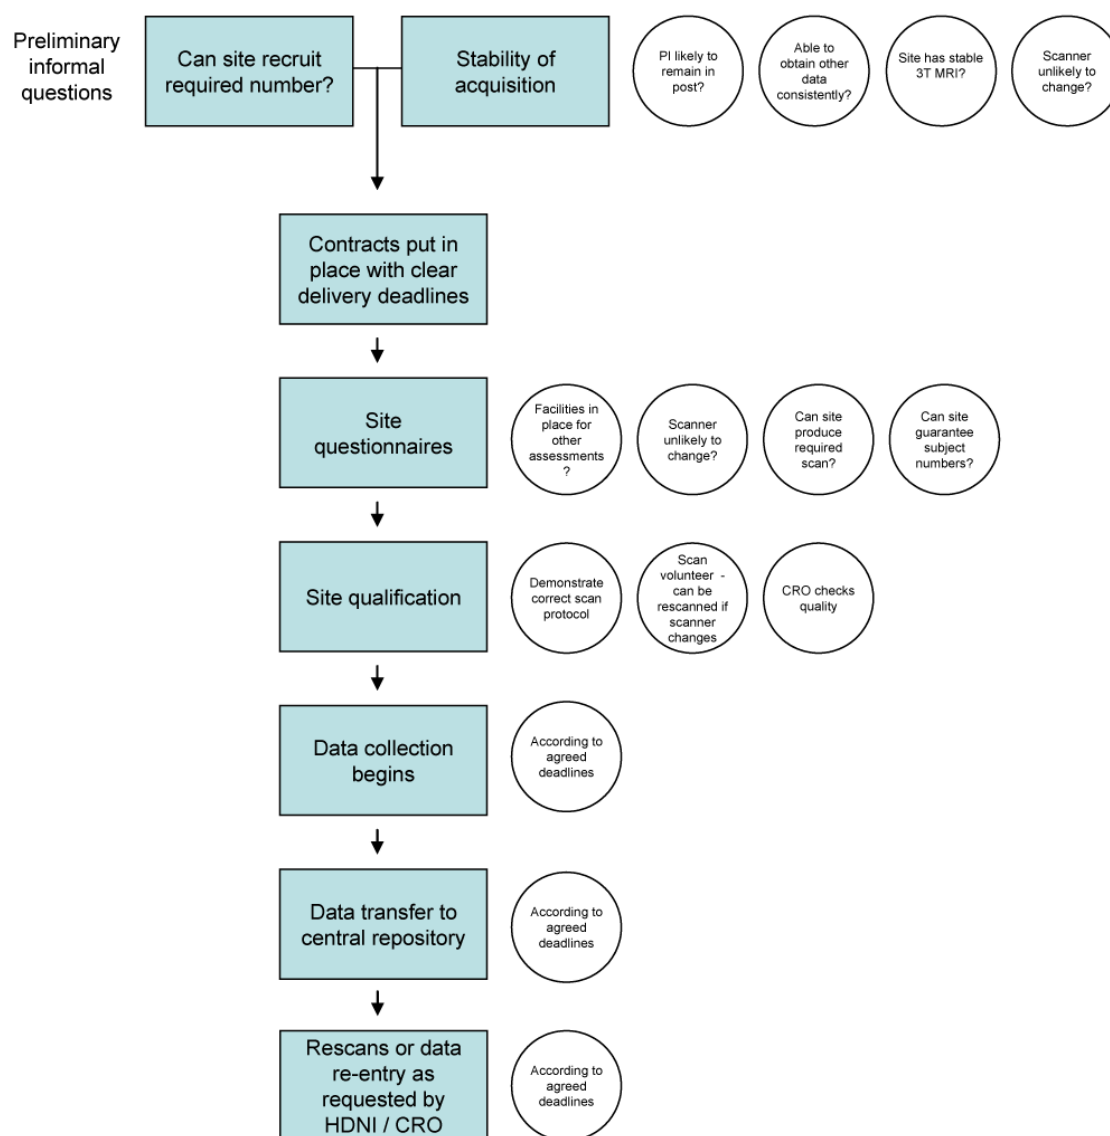 Preliminary
informal
questions
Can site recruit
required number?
Stability of
acquisition
PI likely to
remain in
post?
Able to
obtain other
data
consistently?
Site has stable
3T MRI?
Scanner
unlikely to
change?
Contracts put in
place with clear
delivery deadlines
Site
questionnaires
Facilities in
place for
other
assessments
?
Scanner
unlikely to
change?
Can site
produce
required
scan?
Can site
guarantee
subject
numbers?
Site qualification
Demonstrate
correct scan
protocol
Scan
volunteer -
can be
rescanned if
scanner
changes
CRO checks
quality
Data collection
begins
According to
agreed
deadlines
Data transfer to
central repository
According to
agreed
deadlines
Rescans or data
re-entry as
requested by
HDNI / CRO
According to
agreed
deadlines